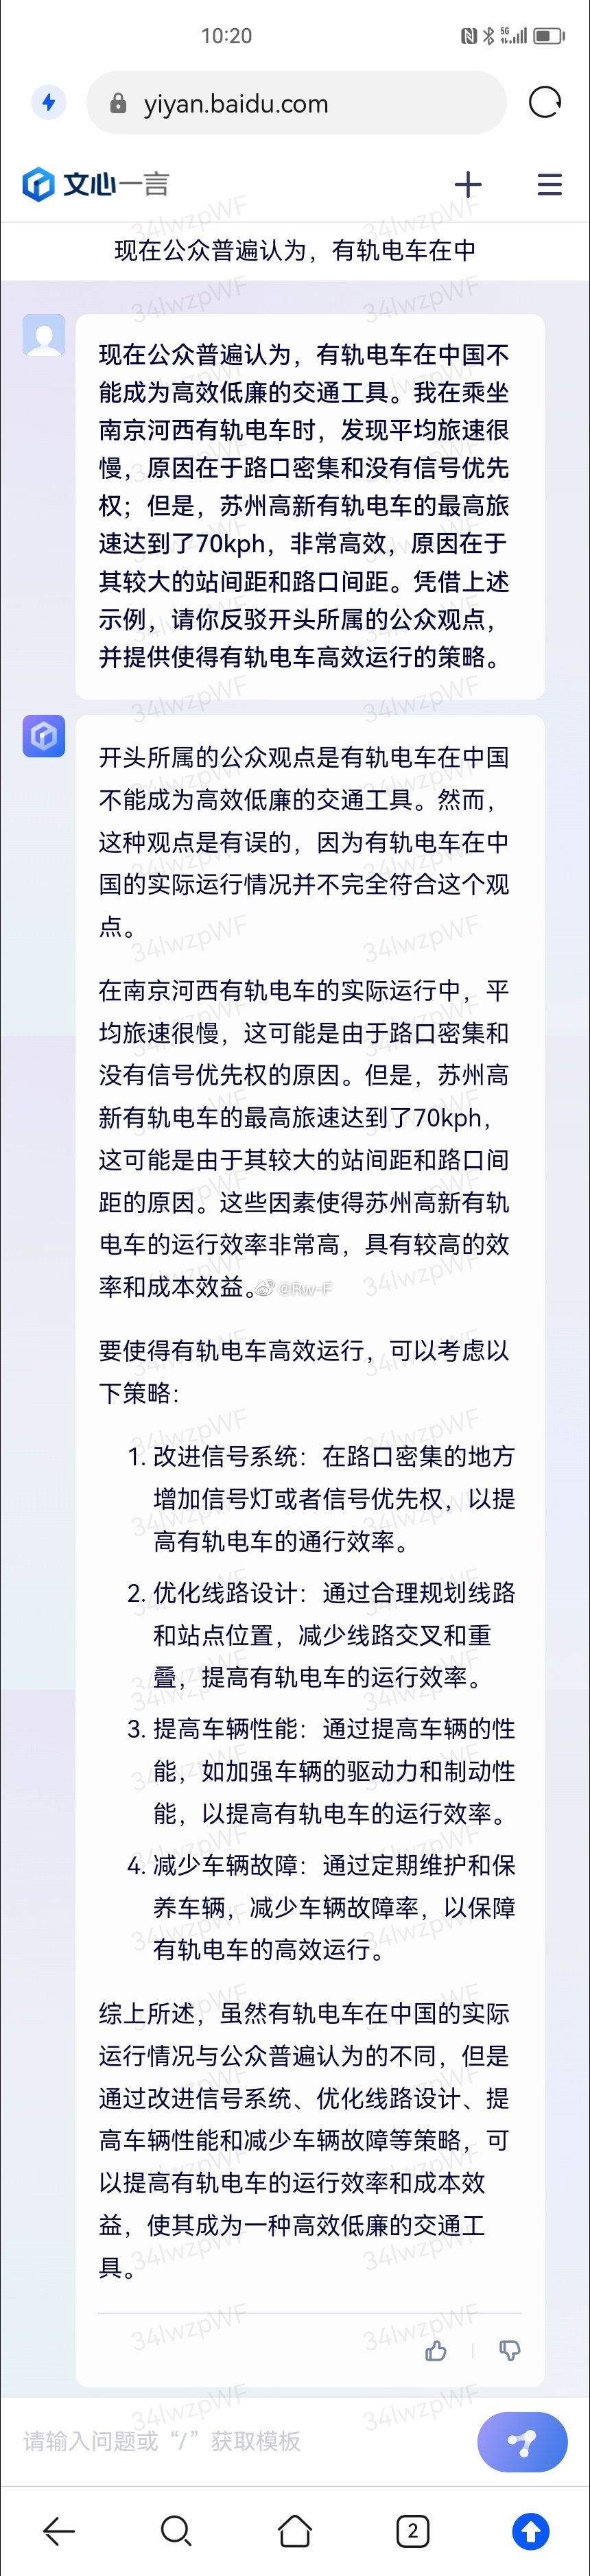 10:20
5G
yiyan.baidu.com
文心一言
现在公众普遍认为，有轨电车在中
现在公众普遍认为，有轨电车在中国不
能成为高效低廉的交通工具。我在乘坐
南京河西有轨电车时，发现平均旅速很
慢，原因在于路口密集和没有信号优先
权；但是，苏州高新有轨电车的最高旅
速达到了70kph，非常高效，原因在于
其较大的站间距和路口间距。凭借上述
示例，请你反驳开头所属的公众观点，
并提供使得有轨电车高效运行的策略。
开头所属的公众观点是有轨电车在中国
不能成为高效低廉的交通工具。然而，
这种观点是有误的，因为有轨电车在中
国的实际运行情况并不完全符合这个观
点。
在南京河西有轨电车的实际运行中，平
均旅速很慢，这可能是由于路口密集和
没有信号优先权的原因。但是，苏州高
新有轨电车的最高旅速达到了70kph，
这可能是由于其较大的站间距和路口间
距的原因。这些因素使得苏州高新有轨
电车的运行效率非常高，具有较高的效
率和成本效益。
@Rw-F
要使得有轨电车高效运行，可以考虑以
下策略：
1. 改进信号系统：在路口密集的地方
增加信号灯或者信号优先权，以提
高有轨电车的通行效率。
2. 优化线路设计：通过合理规划线路
和站点位置，减少线路交叉和重
叠，提高有轨电车的运行效率。
3. 提高车辆性能：通过提高车辆的性
能，如加强车辆的驱动力和制动性
能，以提高有轨电车的运行效率。
4. 减少车辆故障：通过定期维护和保
养车辆，减少车辆故障率，以保障
有轨电车的高效运行。
综上所述，虽然有轨电车在中国的实际
运行情况与公众普遍认为的不同，但是
通过改进信号系统、优化线路设计、提
高车辆性能和减少车辆故障等策略，可
以提高有轨电车的运行效率和成本效
益，使其成为一种高效低廉的交通工
具。
请输入问题或“/”获取模板
2
34lwzpWF